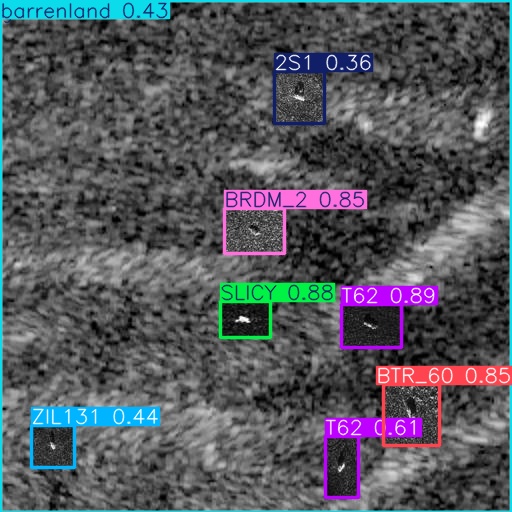 barrenland 0.43
2S1 0.36
BRDM_2 0.85
SLICY 0.88
T62 0.89
BTR_60 0.85
ZIL131 0.44
T62 0.61